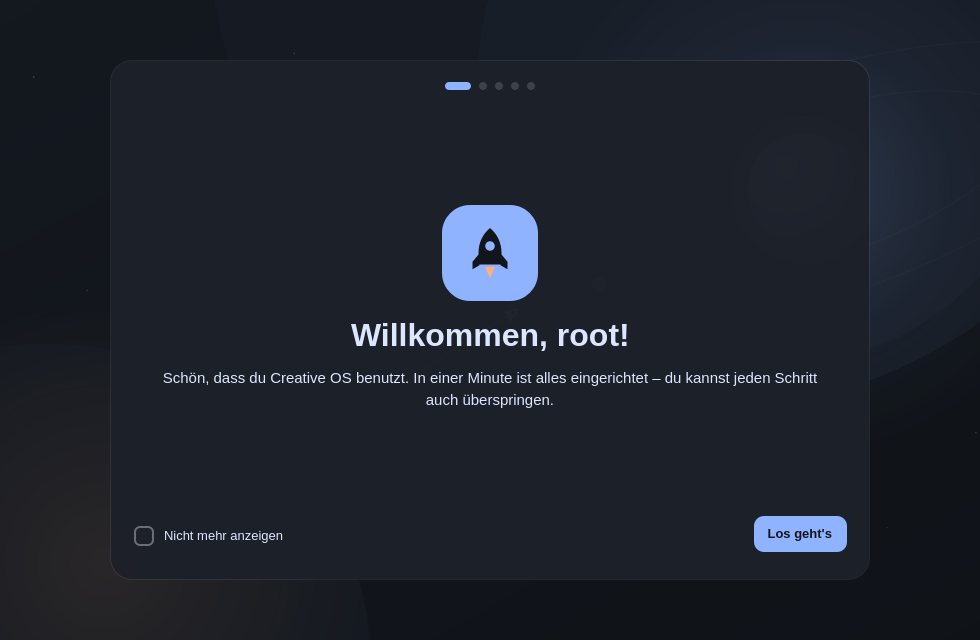 Willkommen, root!
Schön, dass du Creative OS benutzt. In einer Minute ist alles eingerichtet – du kannst jeden Schritt
auch überspringen.
Nicht mehr anzeigen
Los geht's